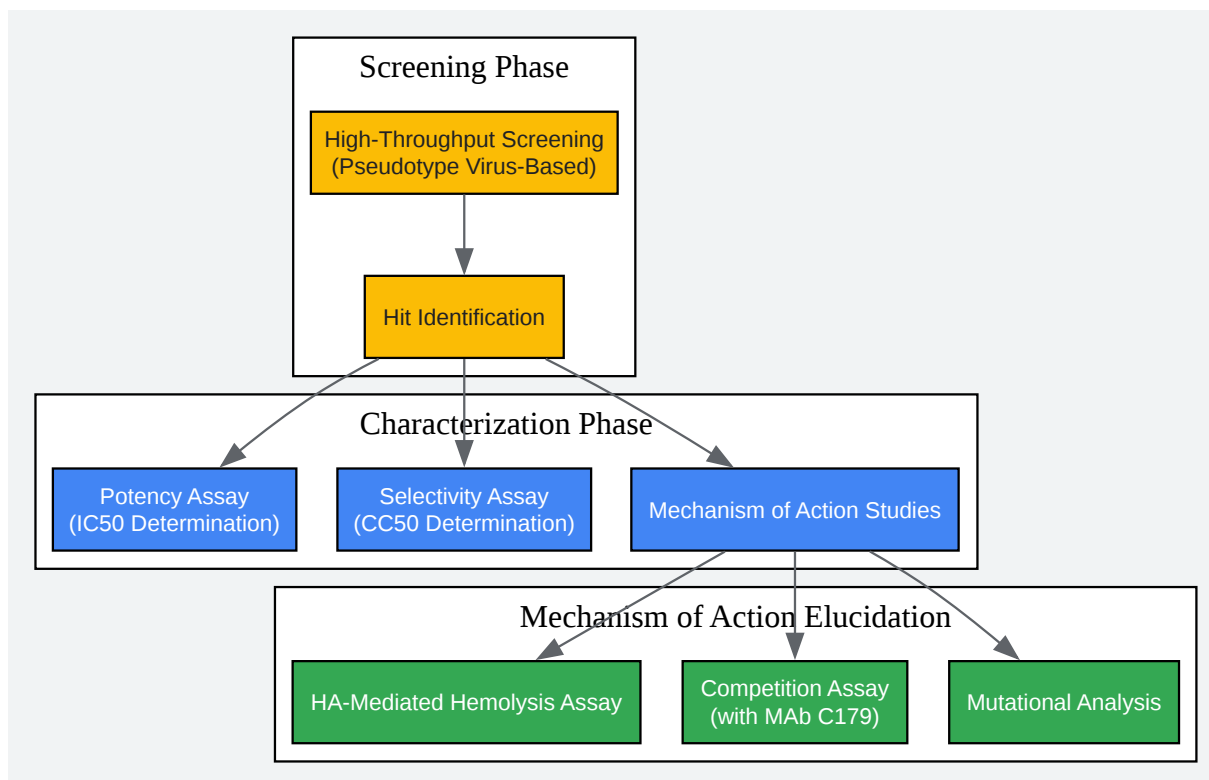 Screening Phase
High-Throughput Screening
(Pseudotype Virus-Based)
Hit Identification
Characterization Phase
Potency Assay
(IC50 Determination)
Selectivity Assay
(CC50 Determination)
Mechanism of Action Studies
Mechanism of Action Elucidation
HA-Mediated Hemolysis Assay
Competition Assay
(with MAb C179)
Mutational Analysis